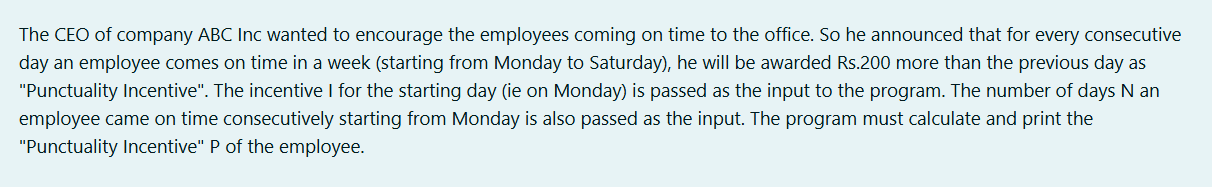 The CEO of company ABC Inc wanted to encourage the employees coming on time to the office. So he announced that for every consecutive
day an employee comes on time in a week (starting from Monday to Saturday), he will be awarded Rs.200 more than the previous day as
"Punctuality Incentive". The incentive I for the starting day (ie on Monday) is passed as the input to the program. The number of days N an
employee came on time consecutively starting from Monday is also passed as the input. The program must calculate and print the
"Punctuality Incentive" P of the employee.